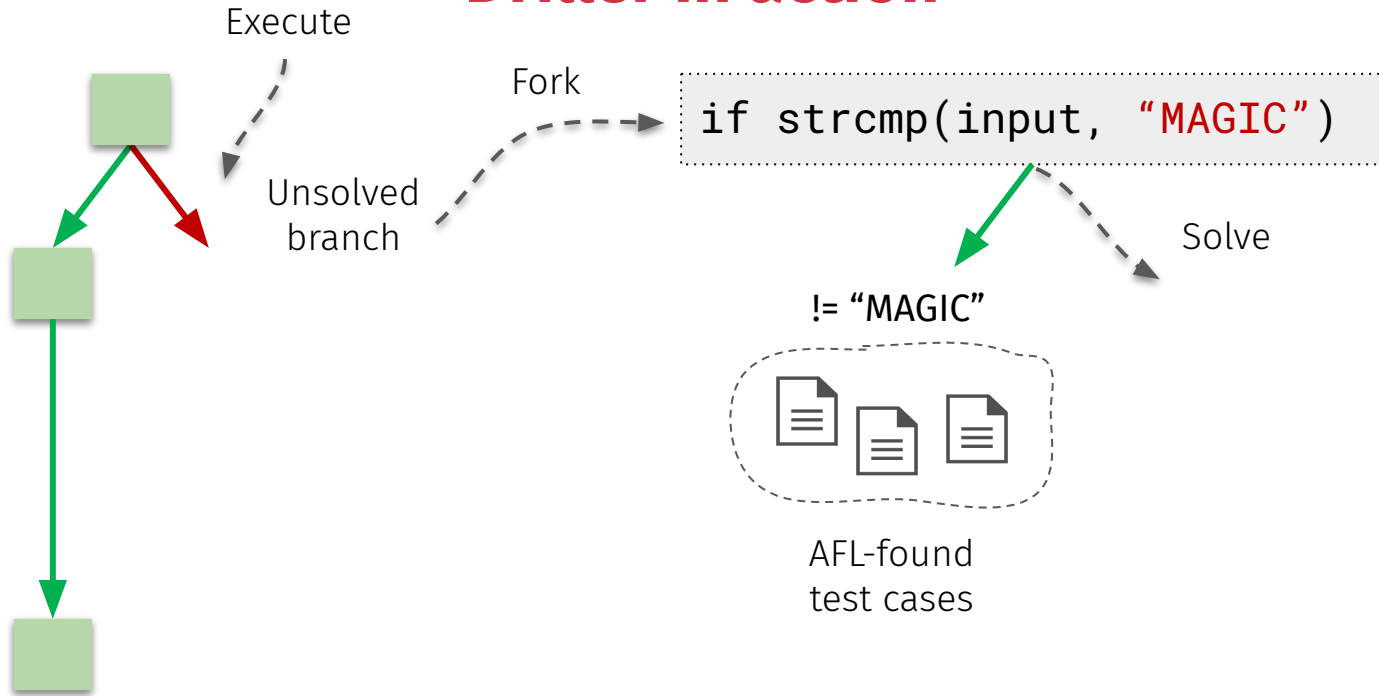 Execute
Fork
if strcmp(input, “MAGIC”)
Unsolved
branch
Solve
!= “MAGIC”
AFL-found
test cases